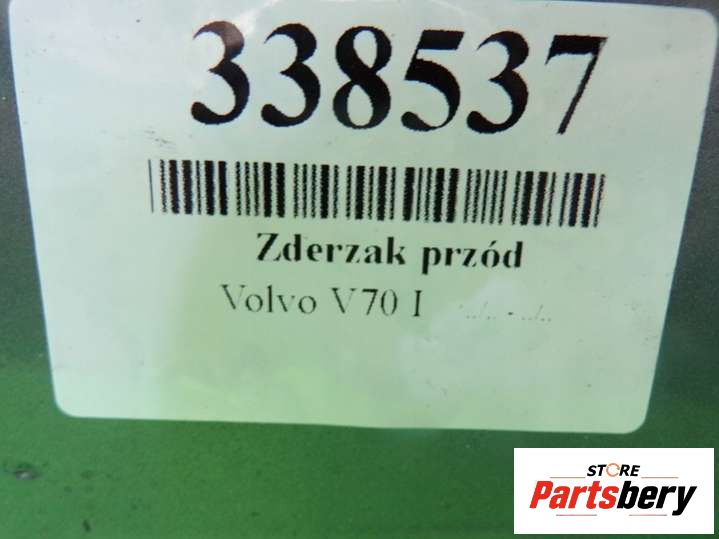 338537
Zderzak przód
Volvo V70 I
STORE
Partsbery